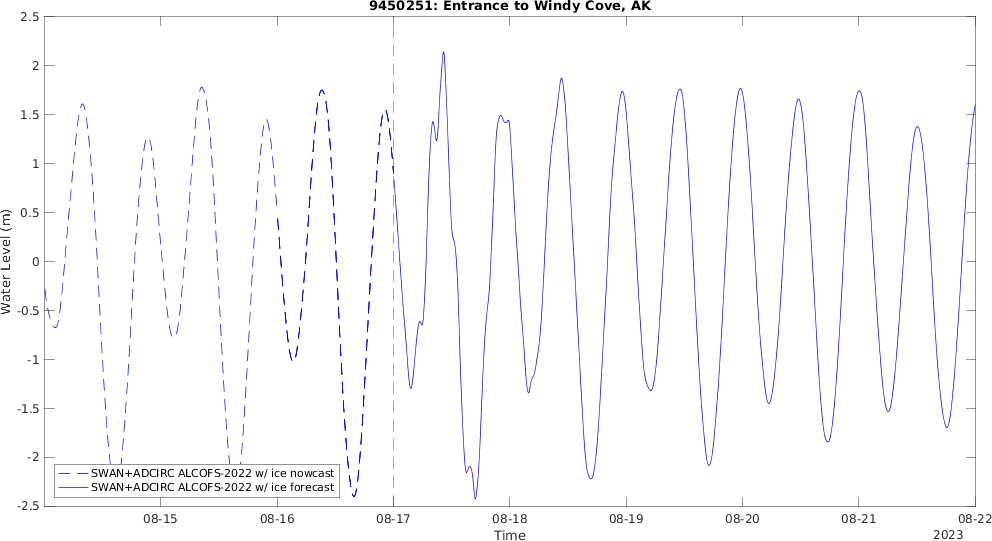 9450251: Entrance to Windy Cove, AK
2.5
2
1.5
1
0.5
0
-0.5
-1
-1.5
-2
-2.5
Water Level (m)
SWAN+ADCIRC ALCOFS-2022 w/ ice nowcast
SWAN+ADCIRC ALCOFS-2022 w/ ice forecast
08-15 08-16 08-17 08-18 08-19 08-20 08-21 08-22
Time
2023